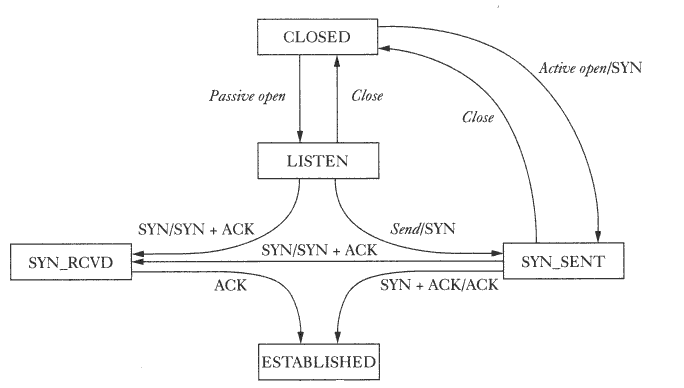 CLOSED
Active open/SYN
Passive open
Close
Close
LISTEN
SYN/SYN + ACK
Send/SYN
SYN/SYN + ACK
SYN_RCVD
SYN_SENT
ACK
SYN + ACK/ACK
ESTABLISHED